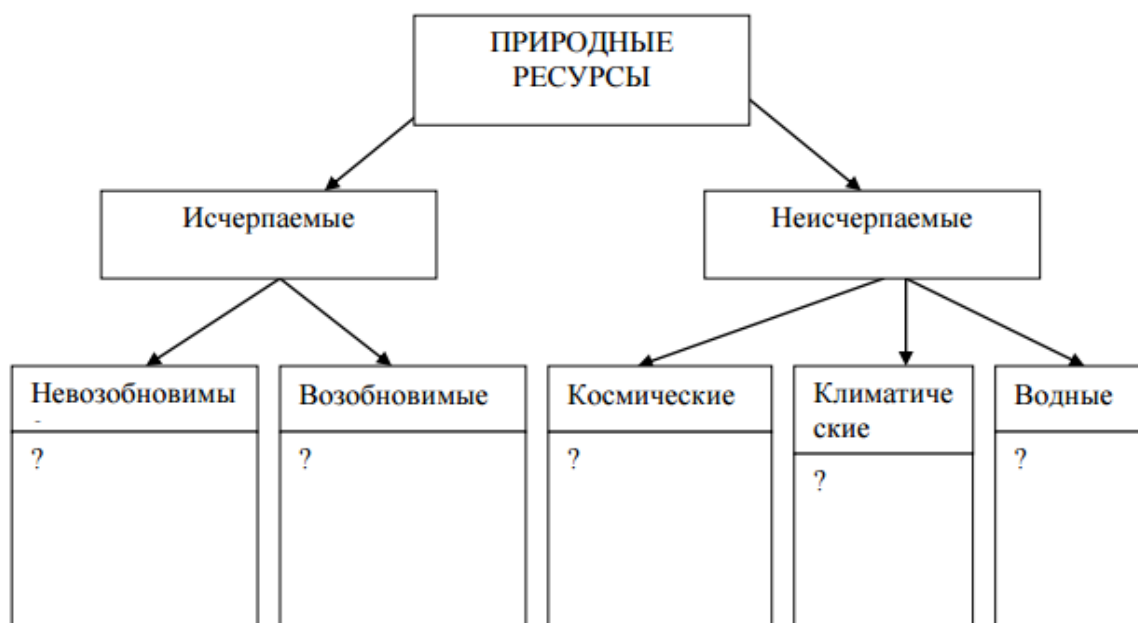 ПРИРОДНЫЕ
РЕСУРСЫ
Исчерпаемые
Неисчерпаемые
Невозобновимы
Возобновимые
Космические
Климатиче
ские
Водные
?
?
?
?
?